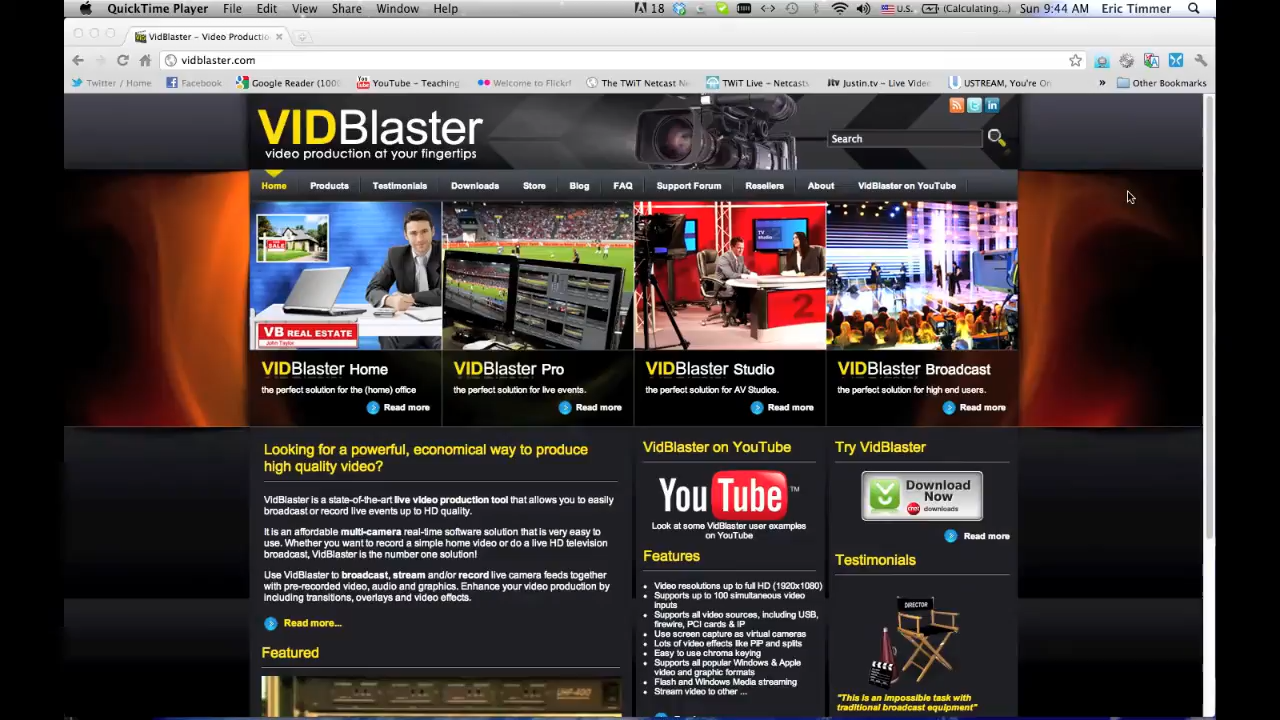 QuickTime Player File Edit View Share Window Help 18 U.S. (Calculating...) Sun 9:44 AM Eric Timmer
VidBlaster – Video Productio
vidblaster.com
Twitter / Home Facebook Google Reader (100 YouTube - Teaching Welcome to Flickr! The TWiT Netcast N TWiT Live - Netcasts Justin.tv - Live Vide USTREAM, You're On » Other Bookmarks
VIDBlaster
video production at your fingertips
Search
Home Products Testimonials Downloads Store Blog FAQ Support Forum Resellers About VidBlaster on YouTube
SALE
VB REAL ESTATE
John Taylor
TV studio
2
VIDBlaster Home
the perfect solution for the (home) office
Read more
VIDBlaster Pro
the perfect solution for live events.
Read more
VIDBlaster Studio
the perfect solution for AV Studios.
Read more
VIDBlaster Broadcast
the perfect solution for high end users.
Read more
Looking for a powerful, economical way to produce
high quality video?
VidBlaster is a state-of-the-art live video production tool that allows you to easily
broadcast or record live events up to HD quality.
It is an affordable multi-camera real-time software solution that is very easy to
use. Whether you want to record a simple home video or do a live HD television
broadcast, VidBlaster is the number one solution!
Use VidBlaster to broadcast, stream and/or record live camera feeds together
with pre-recorded video, audio and graphics. Enhance your video production by
including transitions, overlays and video effects.
Read more...
Featured
UHF-400
VidBlaster on YouTube
YouTube™
Look at some VidBlaster user examples
on YouTube
Features
Video resolutions up to full HD (1920x1080)
Supports up to 100 simultaneous video
inputs
Supports all video sources, including USB,
firewire, PCI cards & IP
Use screen capture as virtual cameras
Lots of video effects like PiP and splits
Easy to use chroma keying
Supports all popular Windows & Apple
video and graphic formats
Flash and Windows Media streaming
Stream video to other ...
Try VidBlaster
Download
Now
cnet downloads
Read more
Testimonials
DIRECTOR
"This is an impossible task with
traditional broadcast equipment"